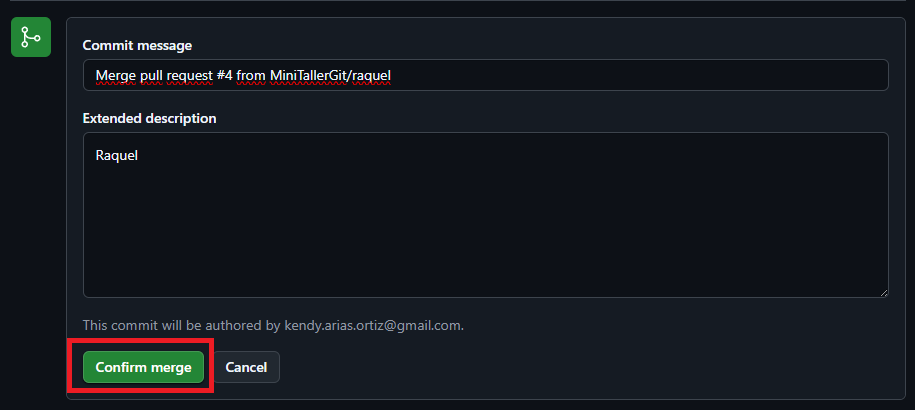 Commit message
Merge pull request #4 from MiniTallerGit/raquel
Extended description
Raquel
This commit will be authored by kendy.arias.ortiz@gmail.com.
Confirm merge
Cancel